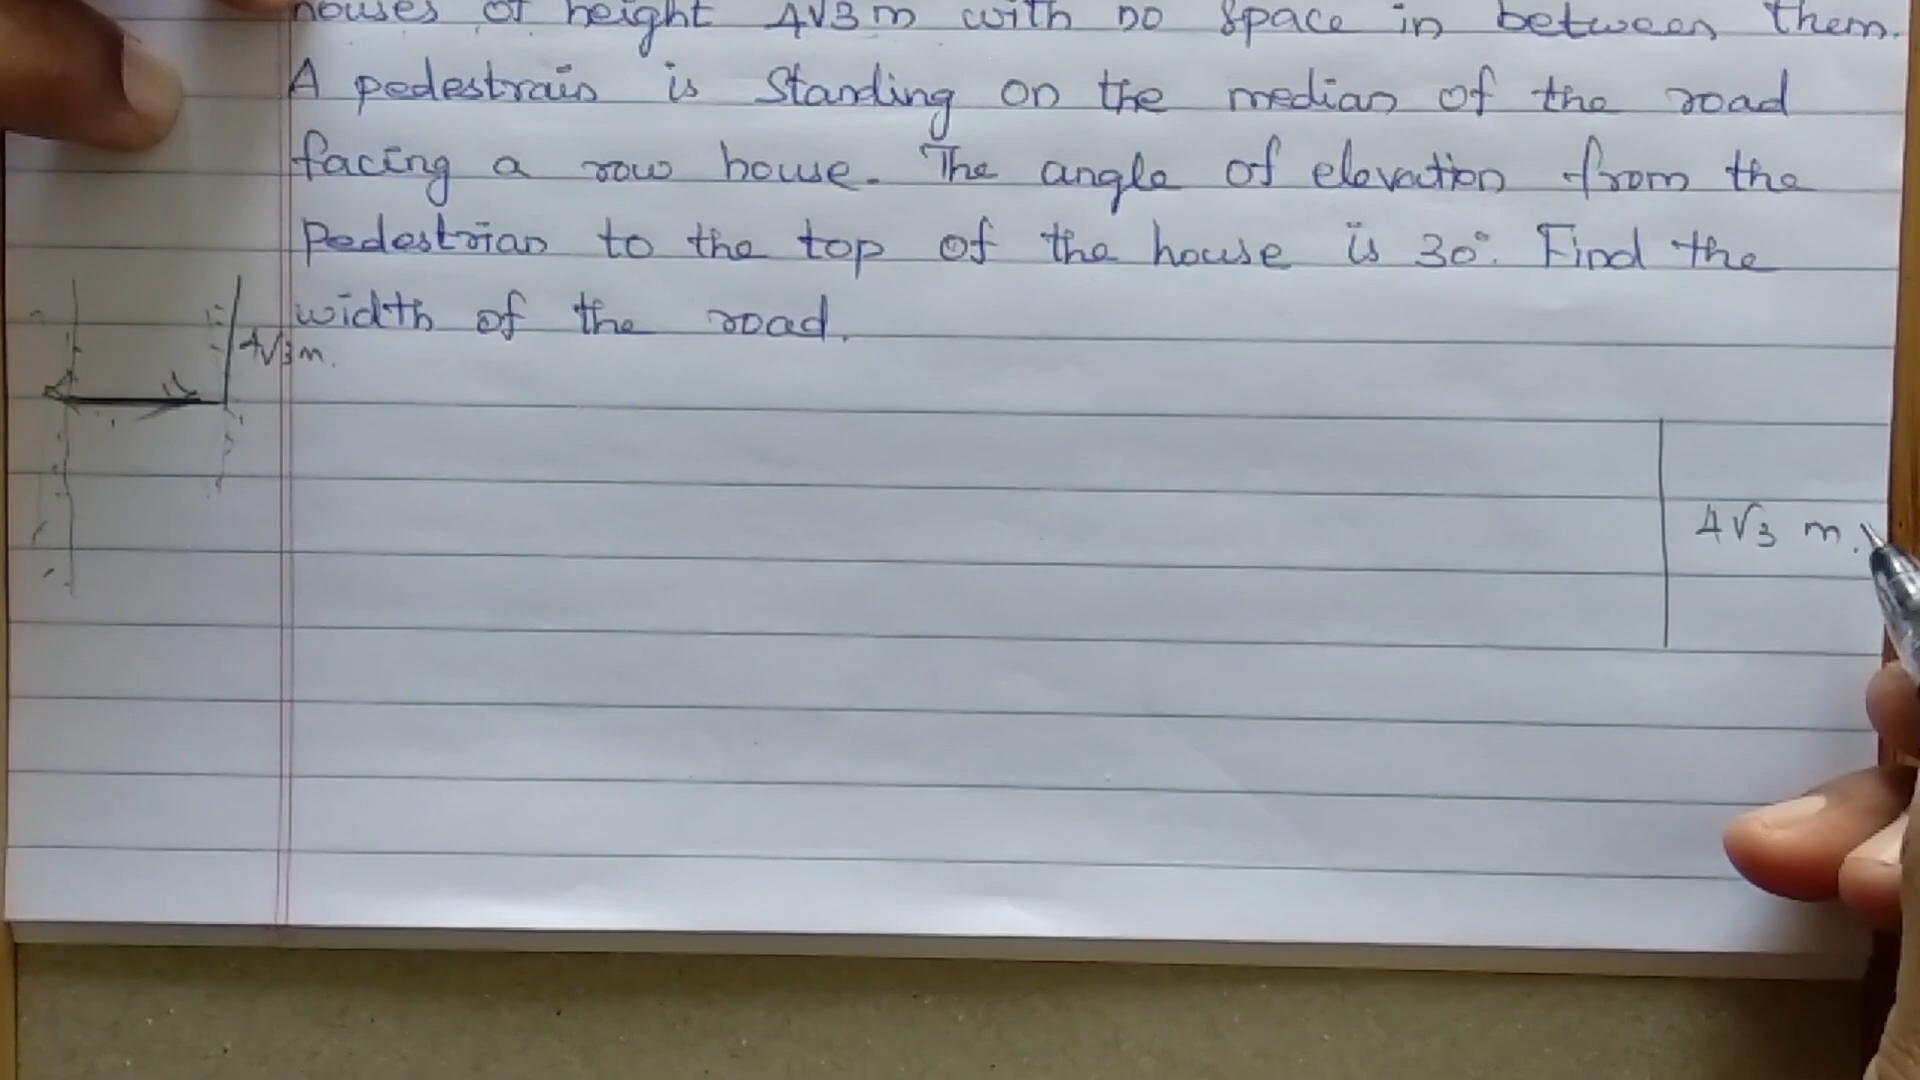 houses of height 4√3 m with no space in between them.
A pedestrain is standing on the median of the road
facing a row house. The angle of elevation from the
pedestrian to the top of the house is 30°. Find the
width of the road.
4√3 m.
4√3 m.